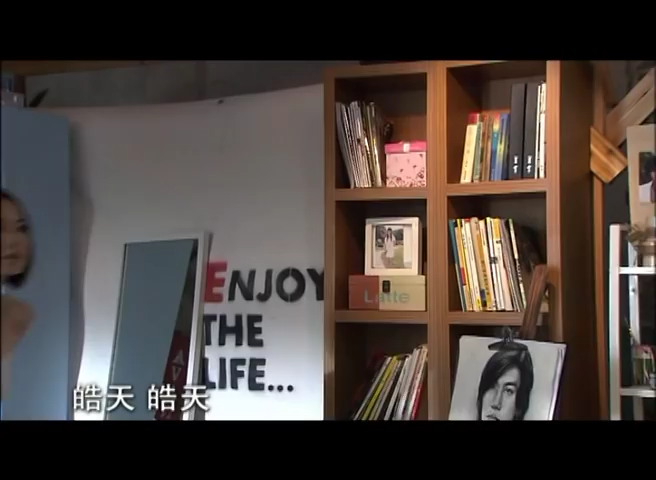 ENJOY
THE
LIFE...
Latte
皓天 皓天